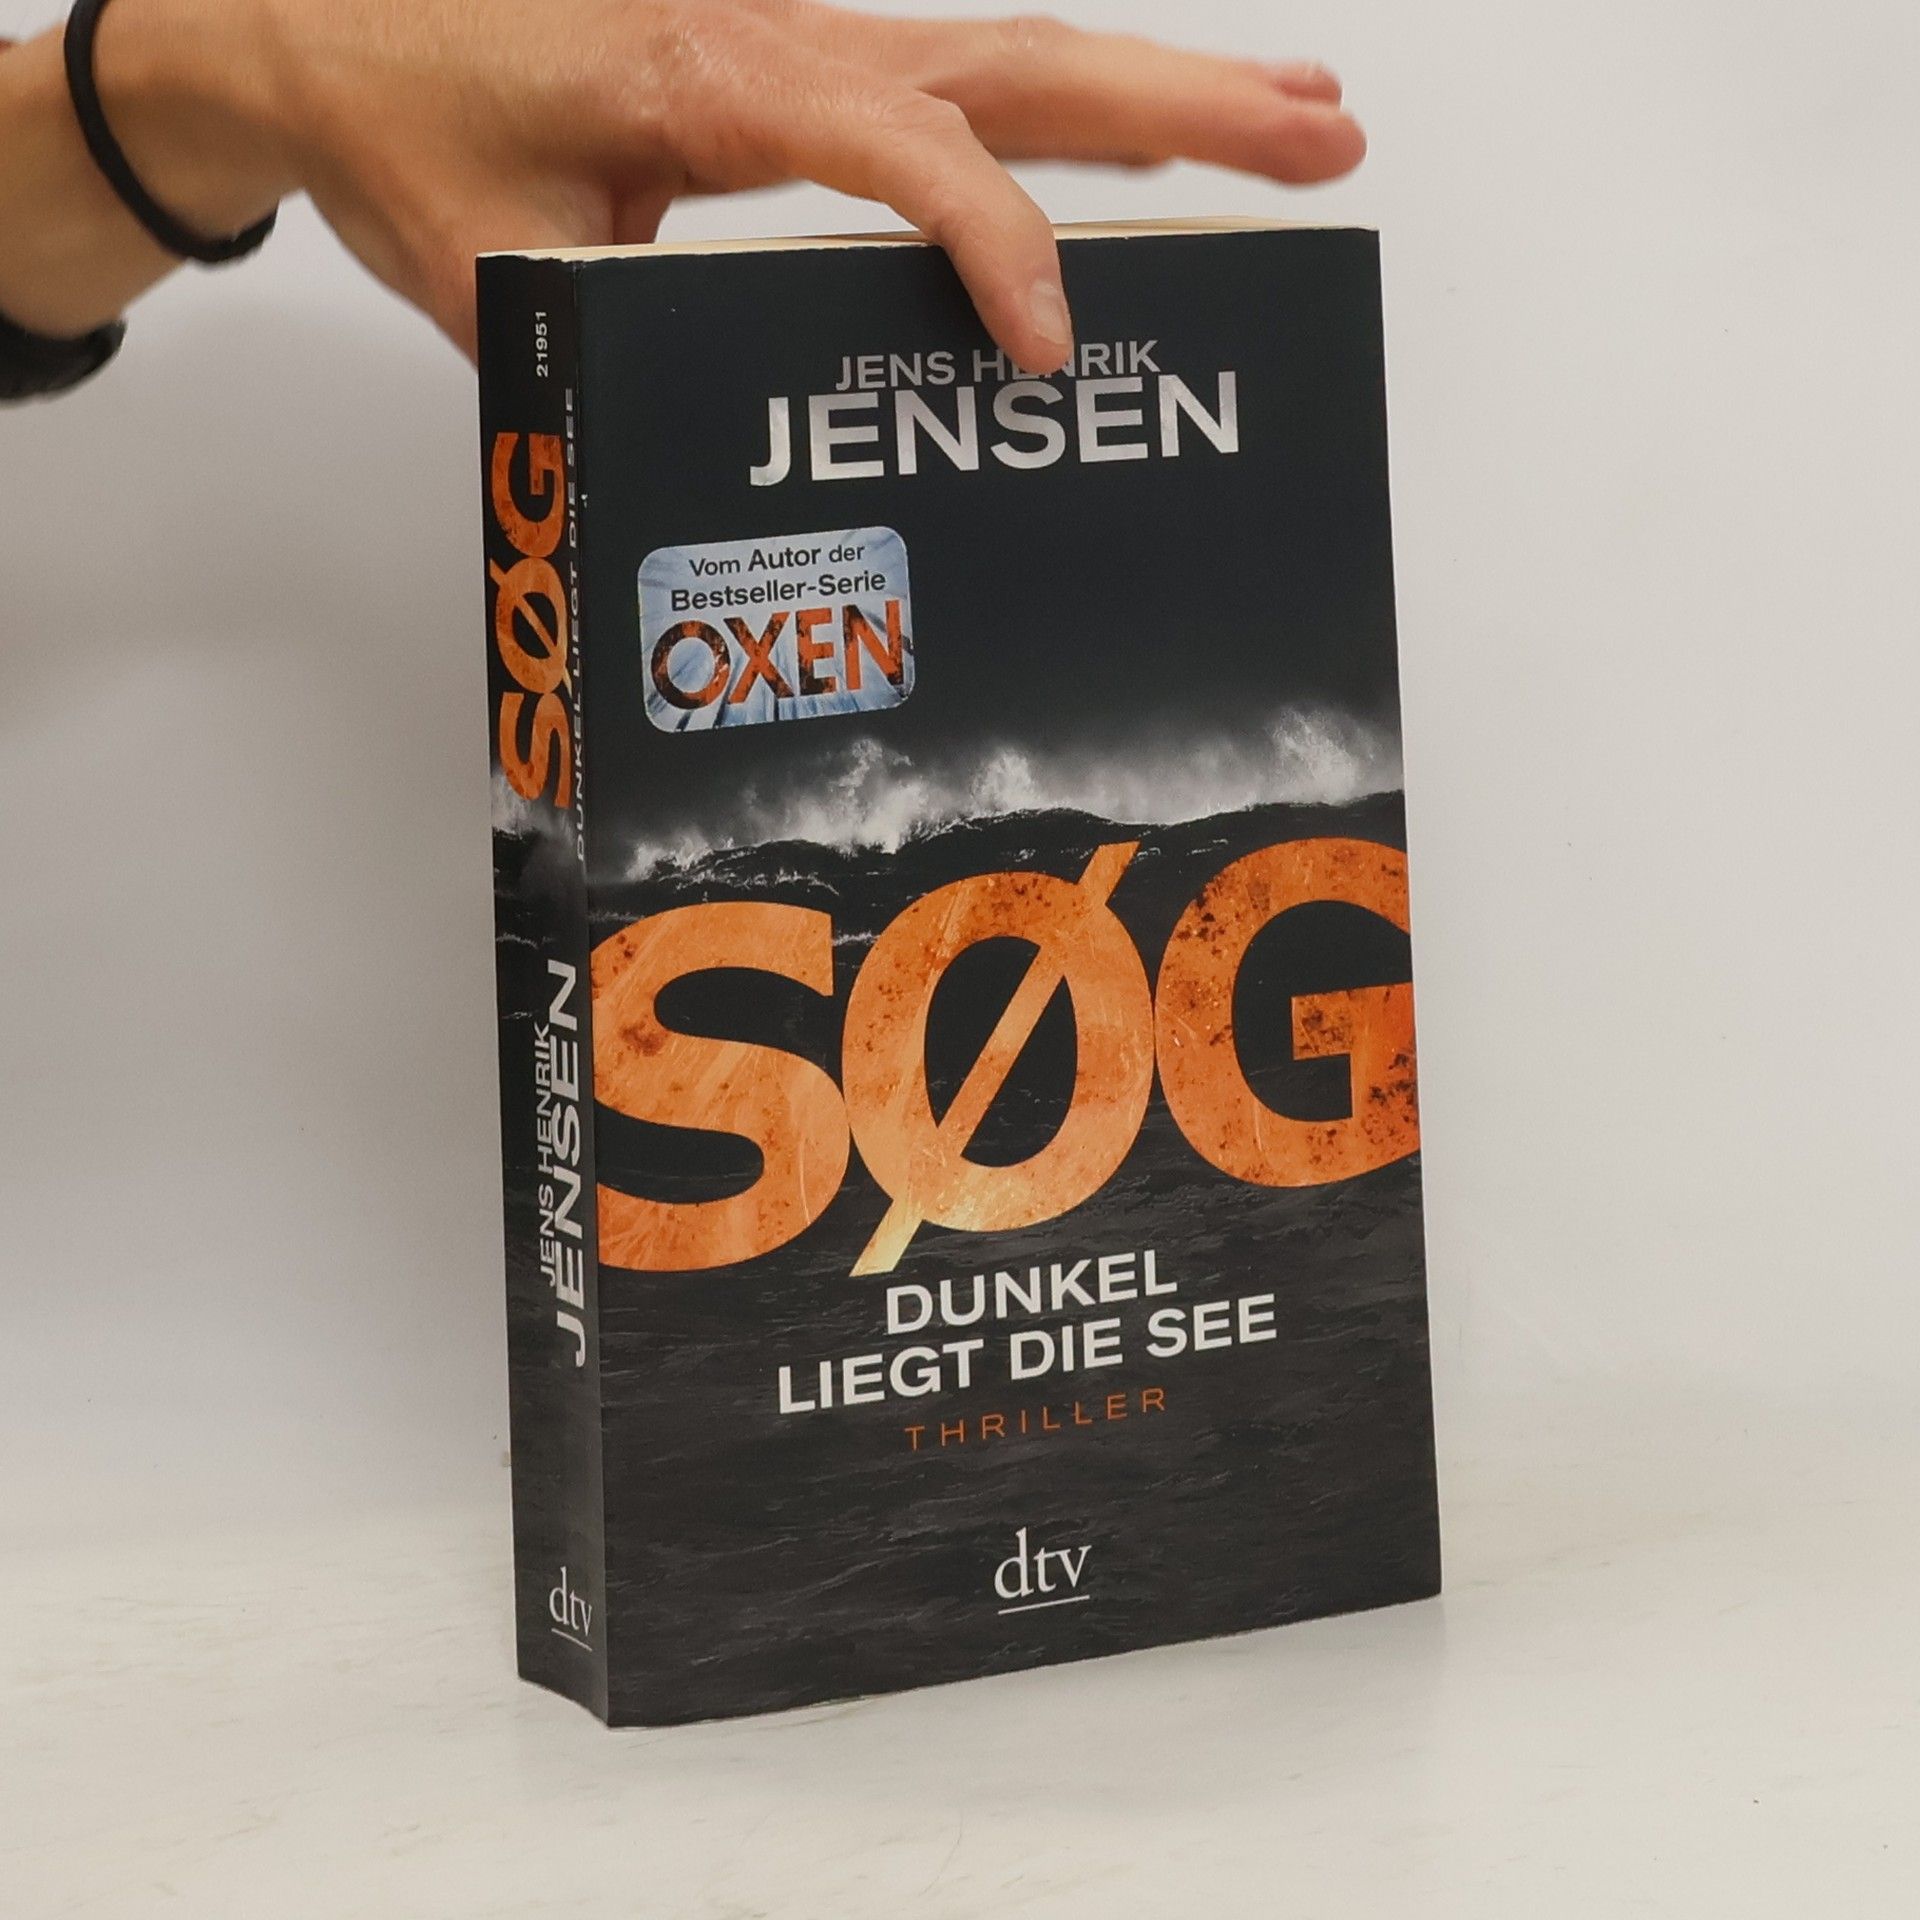 JENS HENRIK
JENSEN
Vom Autor der
Bestseller-Serie
OXEN
SØG
DUNKEL
LIEGT DIE SEE
THRILLER
dtv
21951
SØG
DUNKEL LIEGT DIE SEE
JENS HENRIK
JENSEN
dtv